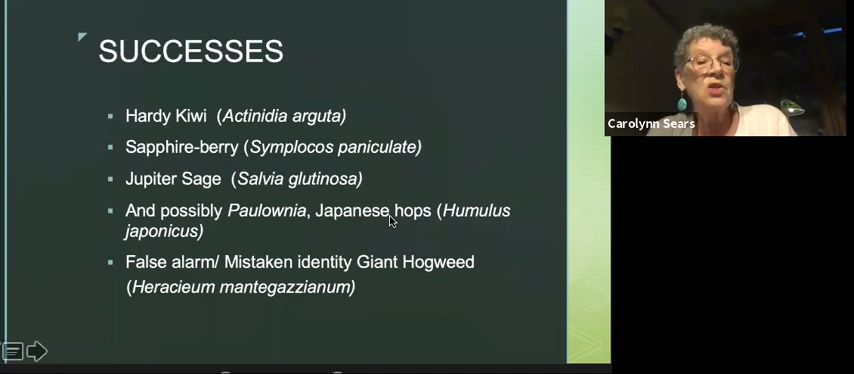 SUCCESSES
Hardy Kiwi (Actinidia arguta)
Sapphire-berry (Symplocos paniculate)
Jupiter Sage (Salvia glutinosa)
And possibly Paulownia, Japanese hops (Humulus
japonicus)
False alarm/ Mistaken identity Giant Hogweed
(Heracieum mantegazzianum)
Carolynn Sears